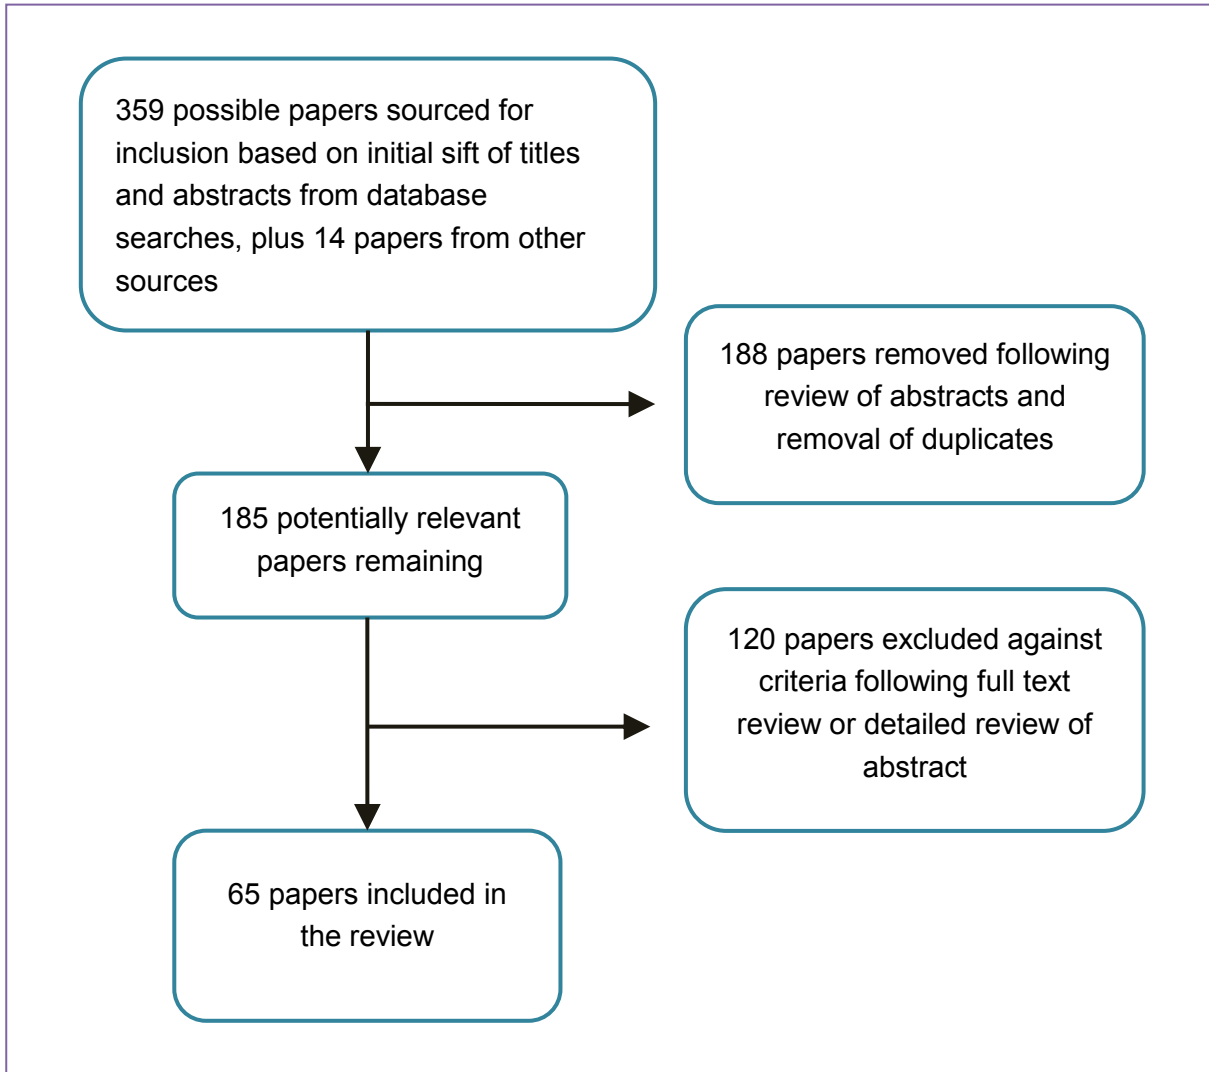 359 possible papers sourced for
inclusion based on initial sift of titles
and abstracts from database
searches, plus 14 papers from other
sources
188 papers removed following
review of abstracts and
removal of duplicates
185 potentially relevant
papers remaining
120 papers excluded against
criteria following full text
review or detailed review of
abstract
65 papers included in
the review